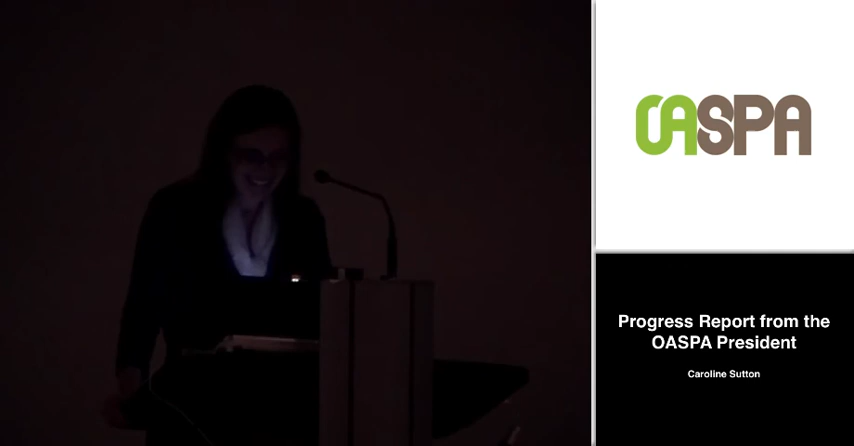 OASPA
Progress Report from the
OASPA President
Caroline Sutton